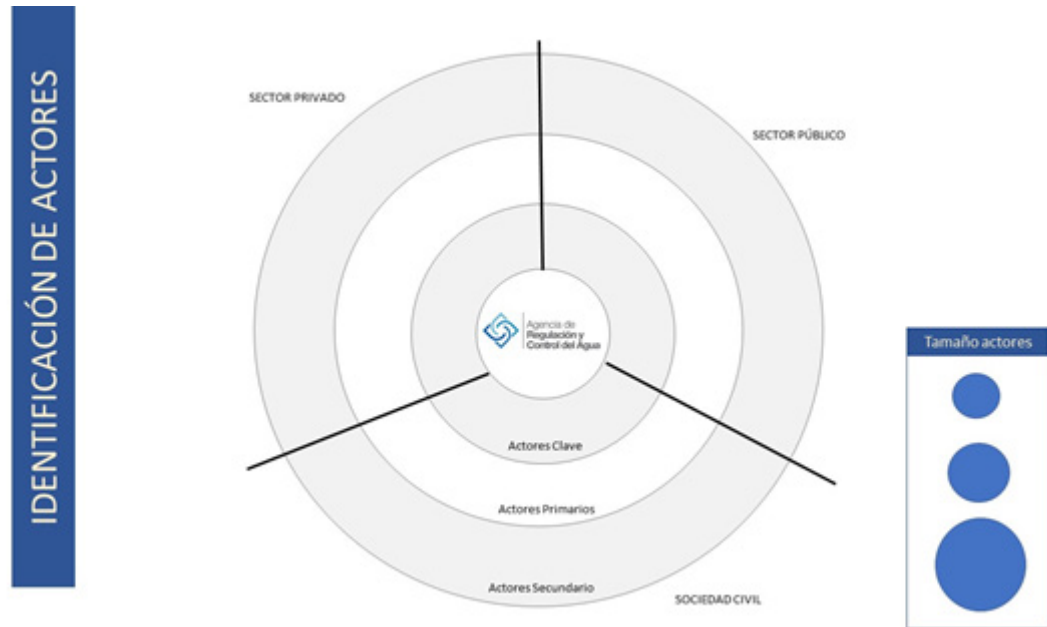 IDENTIFICACIÓN DE ACTORES
SECTOR PRIVADO
SECTOR PÚBLICO
Agencia de
Regulación y
Control del Agua
Tamaño actores
Actores Clave
Actores Primarios
Actores Secundario
SOCIEDAD CIVIL